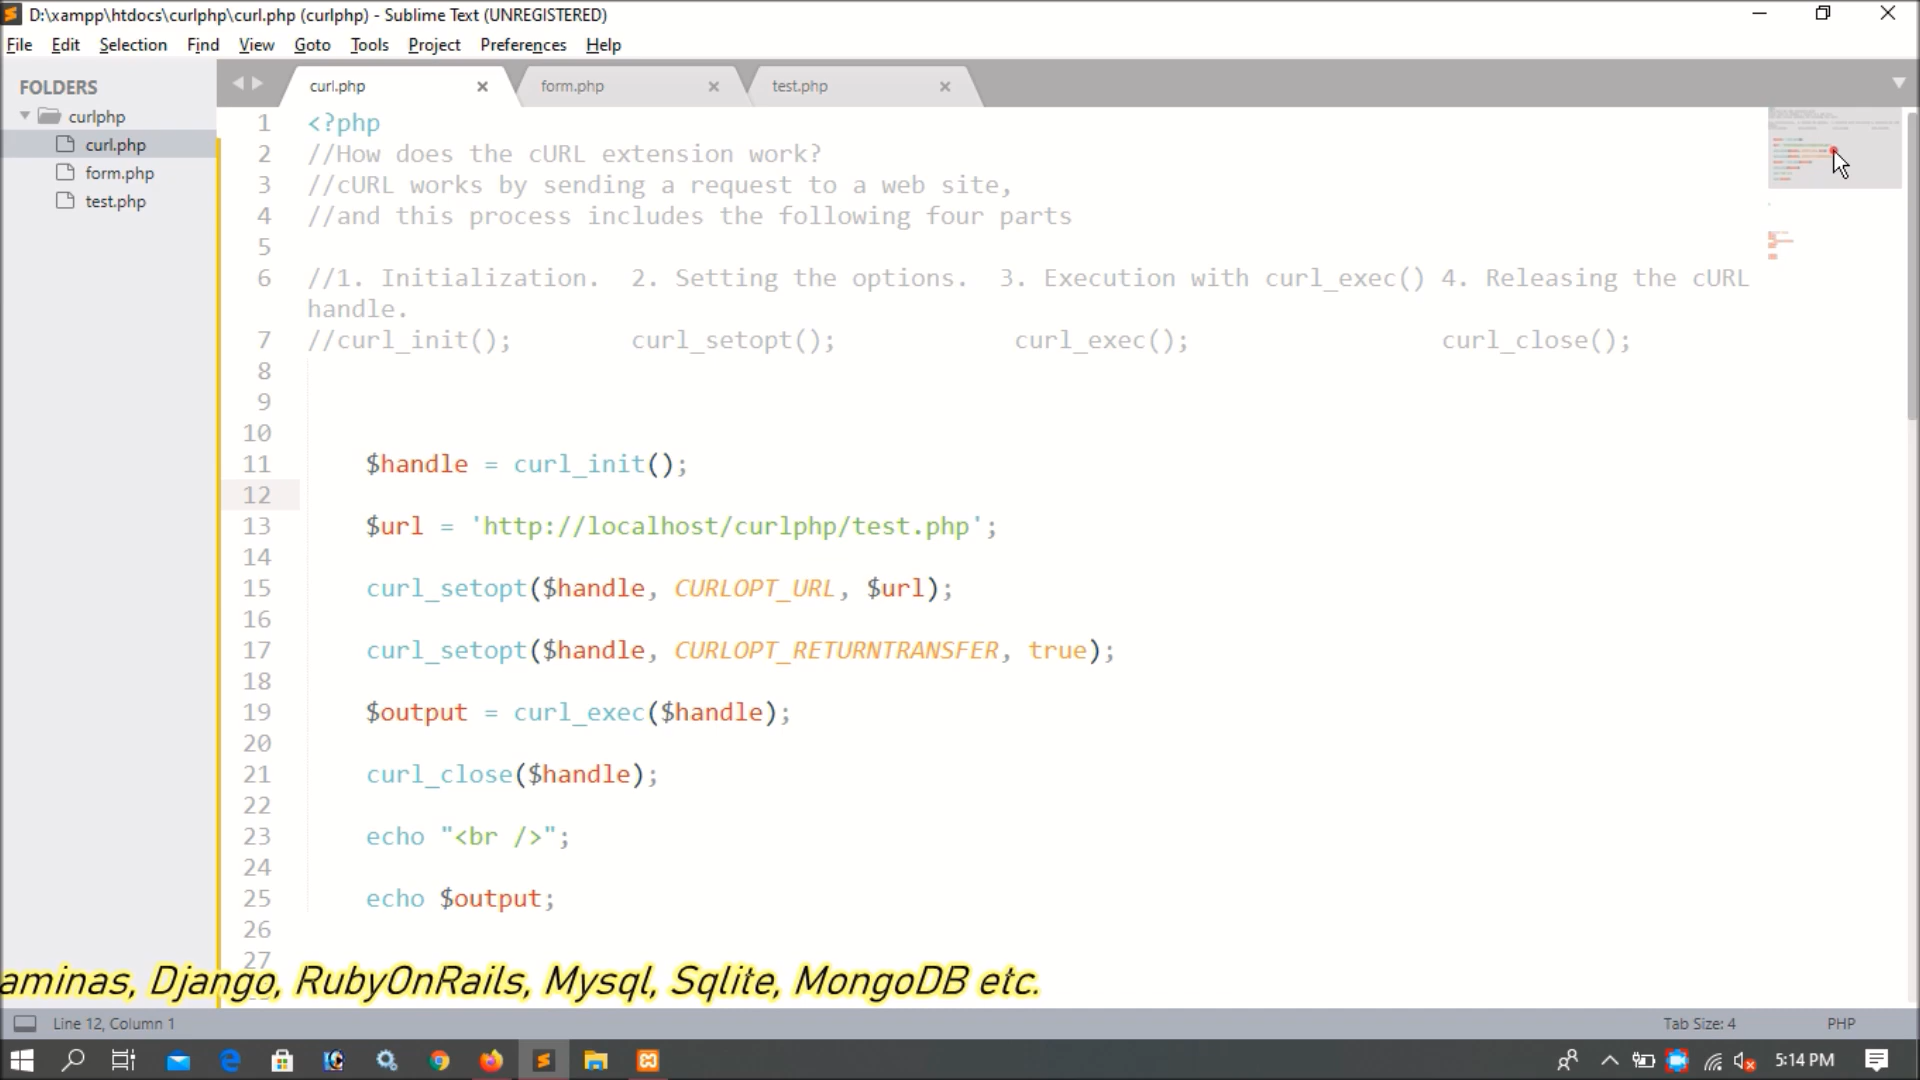 D:\xampp\htdocs\curlphp\curl.php (curlphp) - Sublime Text (UNREGISTERED)
File Edit Selection Find View Goto Tools Project Preferences Help
FOLDERS
curlphp
curl.php
form.php
test.php
curl.php form.php test.php
1 <?php
2 //How does the cURL extension work?
3 //cURL works by sending a request to a web site,
4 //and this process includes the following four parts
5
6 //1. Initialization. 2. Setting the options. 3. Execution with curl_exec() 4. Releasing the cURL
handle.
7 //curl_init(); curl_setopt(); curl_exec(); curl_close();
8
9
10
11 $handle = curl_init();
12
13 $url = 'http://localhost/curlphp/test.php';
14
15 curl_setopt($handle, CURLOPT_URL, $url);
16
17 curl_setopt($handle, CURLOPT_RETURNTRANSFER, true);
18
19 $output = curl_exec($handle);
20
21 curl_close($handle);
22
23 echo "<br />";
24
25 echo $output;
26
27
aminas, Django, RubyOnRails, Mysql, Sqlite, MongoDB etc.
Line 12, Column 1 Tab Size: 4 PHP
5:14 PM